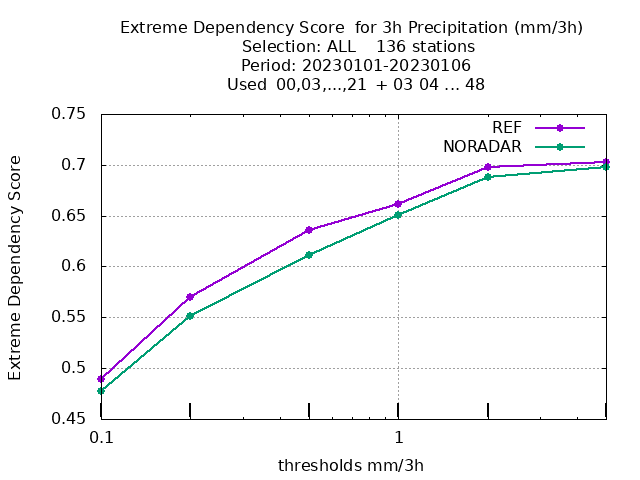 Extreme Dependency Score  for 3h Precipitation (mm/3h)
Selection: ALL    136 stations
Period: 20230101-20230106
Used  00,03,...,21  + 03 04 ... 48
REF
NORADAR
0.75
0.7
0.65
0.6
0.55
0.5
0.45
Extreme Dependency Score
0.1
1
thresholds mm/3h